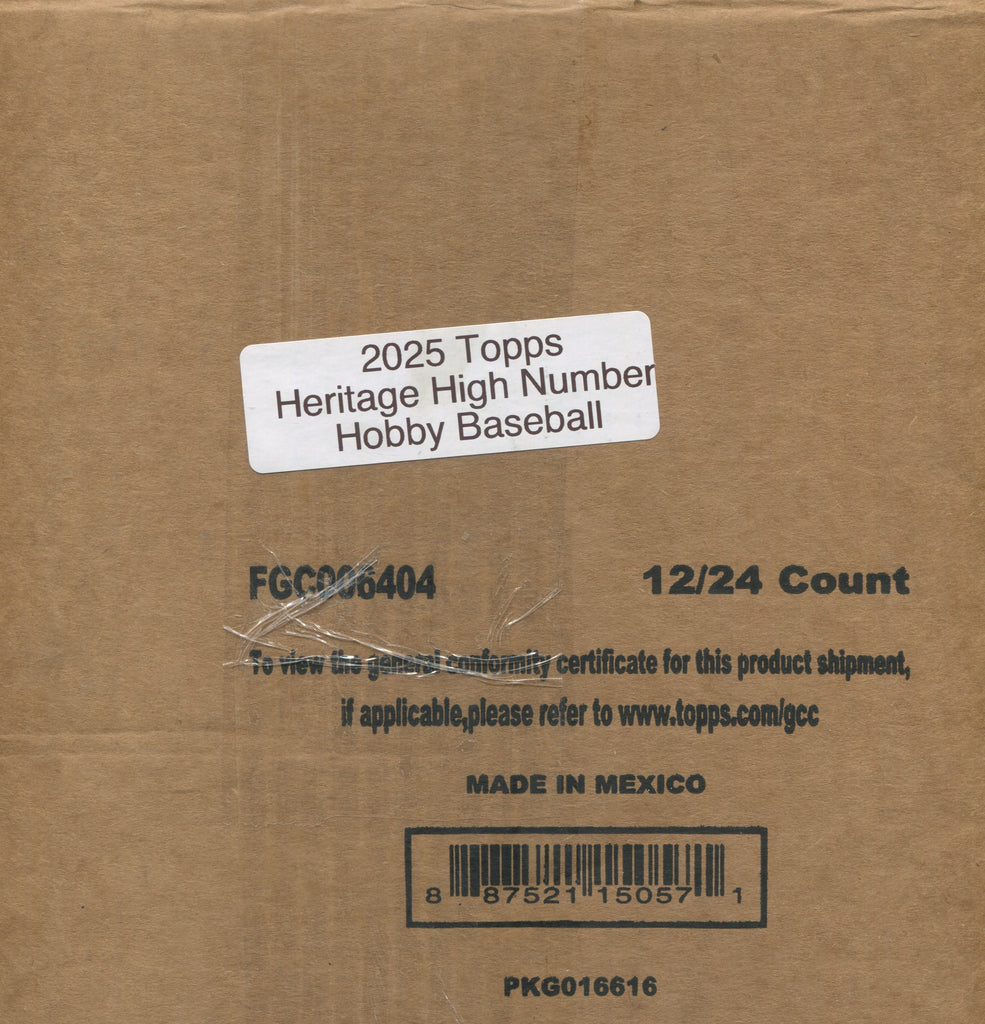 2025 Topps
Heritage High Number
Hobby Baseball
FGC006404 12/24 Count
To view the general conformity certificate for this product shipment,
if applicable,please refer to www.topps.com/gcc
MADE IN MEXICO
8 87521 15057 1
PKG016616